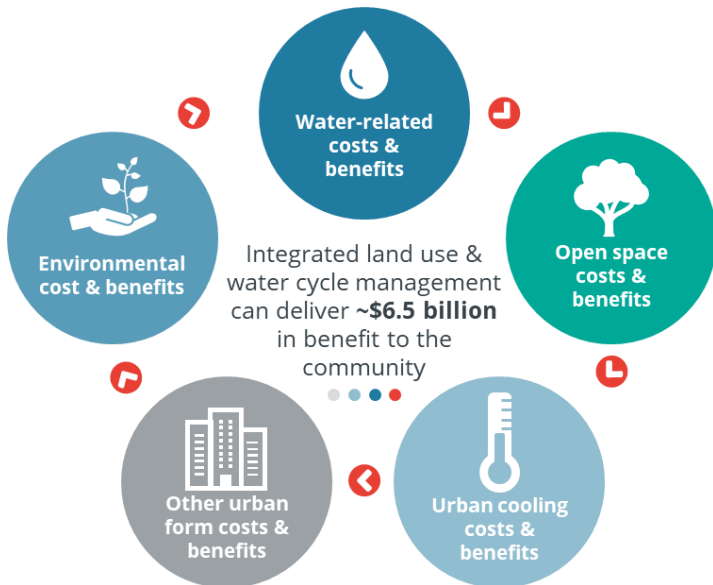 Water-related
costs &
benefits
Environmental
cost & benefits
Open space
costs &
benefits
Integrated land use &
water cycle management
can deliver ~$6.5 billion
in benefit to the
community
Other urban
form costs &
benefits
Urban cooling
costs &
benefits